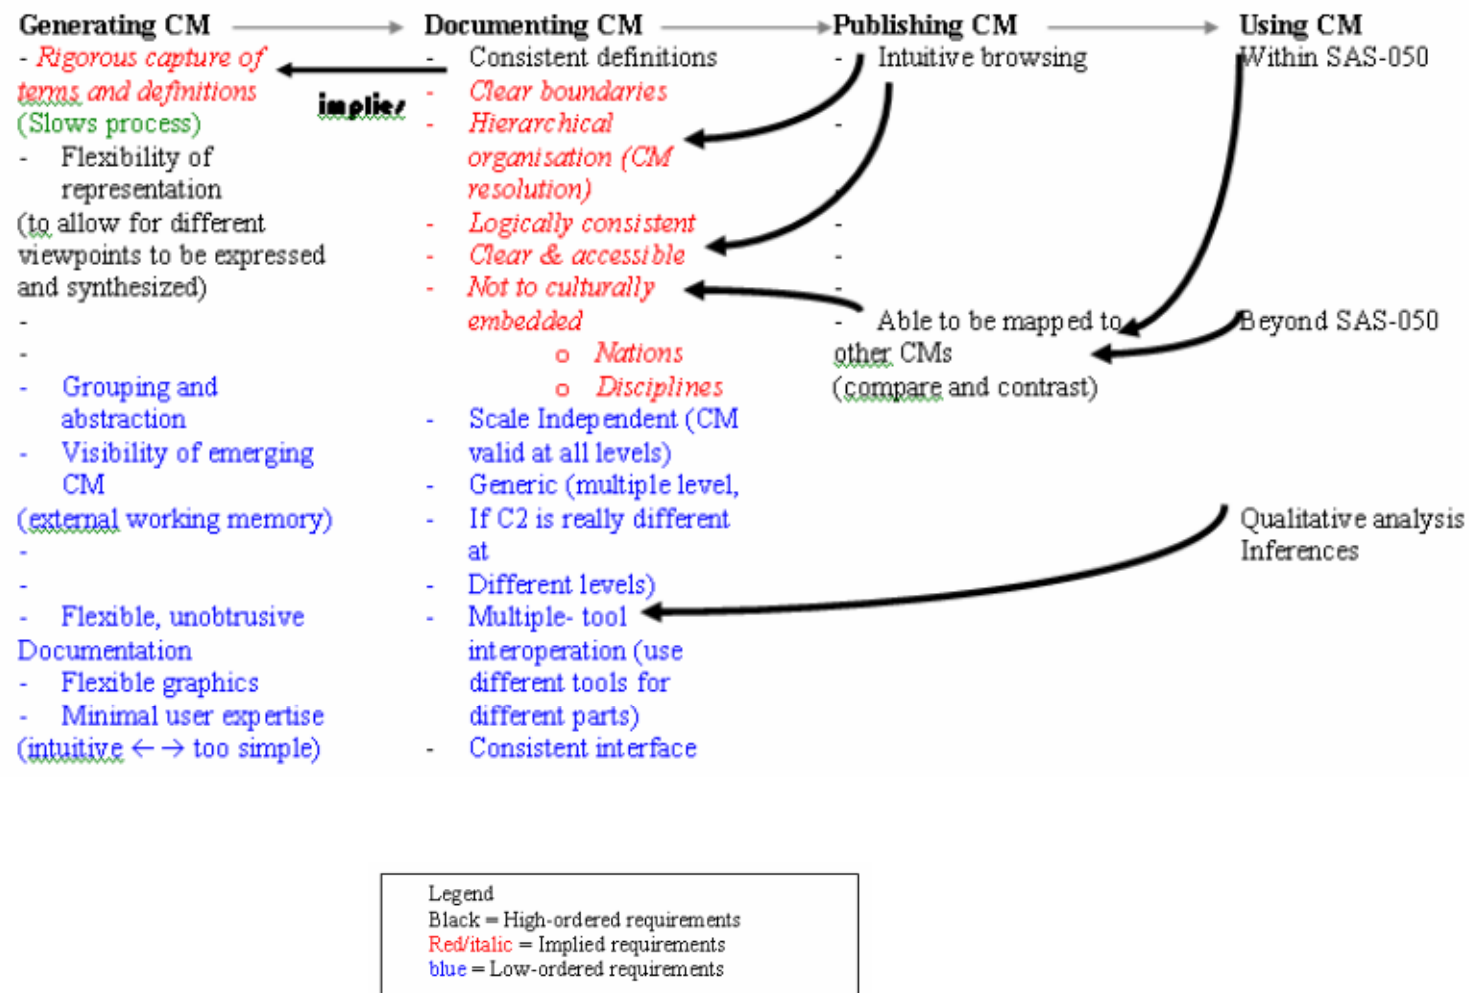 Generating CM
- Rigorous capture of
terms and definitions
(Slows process)
- Flexibility of
representation
(to allow for different
viewpoints to be expressed
and synthesized)
-
-
- Grouping and
abstraction
- Visibility of emerging
CM
(external working memory)
-
-
- Flexible, unobtrusive
Documentation
- Flexible graphics
- Minimal user expertise
(intuitive ← → too simple)
implies
Documenting CM
- Consistent definitions
- Clear boundaries
- Hierarchical
organisation (CM
resolution)
- Logically consistent
- Clear & accessible
- Not to culturally
embedded
o Nations
o Disciplines
- Scale Independent (CM
valid at all levels)
- Generic (multiple level,
- If C2 is really different
at
- Different levels)
- Multiple- tool
interoperation (use
different tools for
different parts)
- Consistent interface
Publishing CM
- Intuitive browsing
-
-
-
-
-
-
- Able to be mapped to
other CMs
(compare and contrast)
Using CM
Within SAS-050
Beyond SAS-050
Qualitative analysis
Inferences
Legend
Black = High-ordered requirements
Red/italic = Implied requirements
blue = Low-ordered requirements